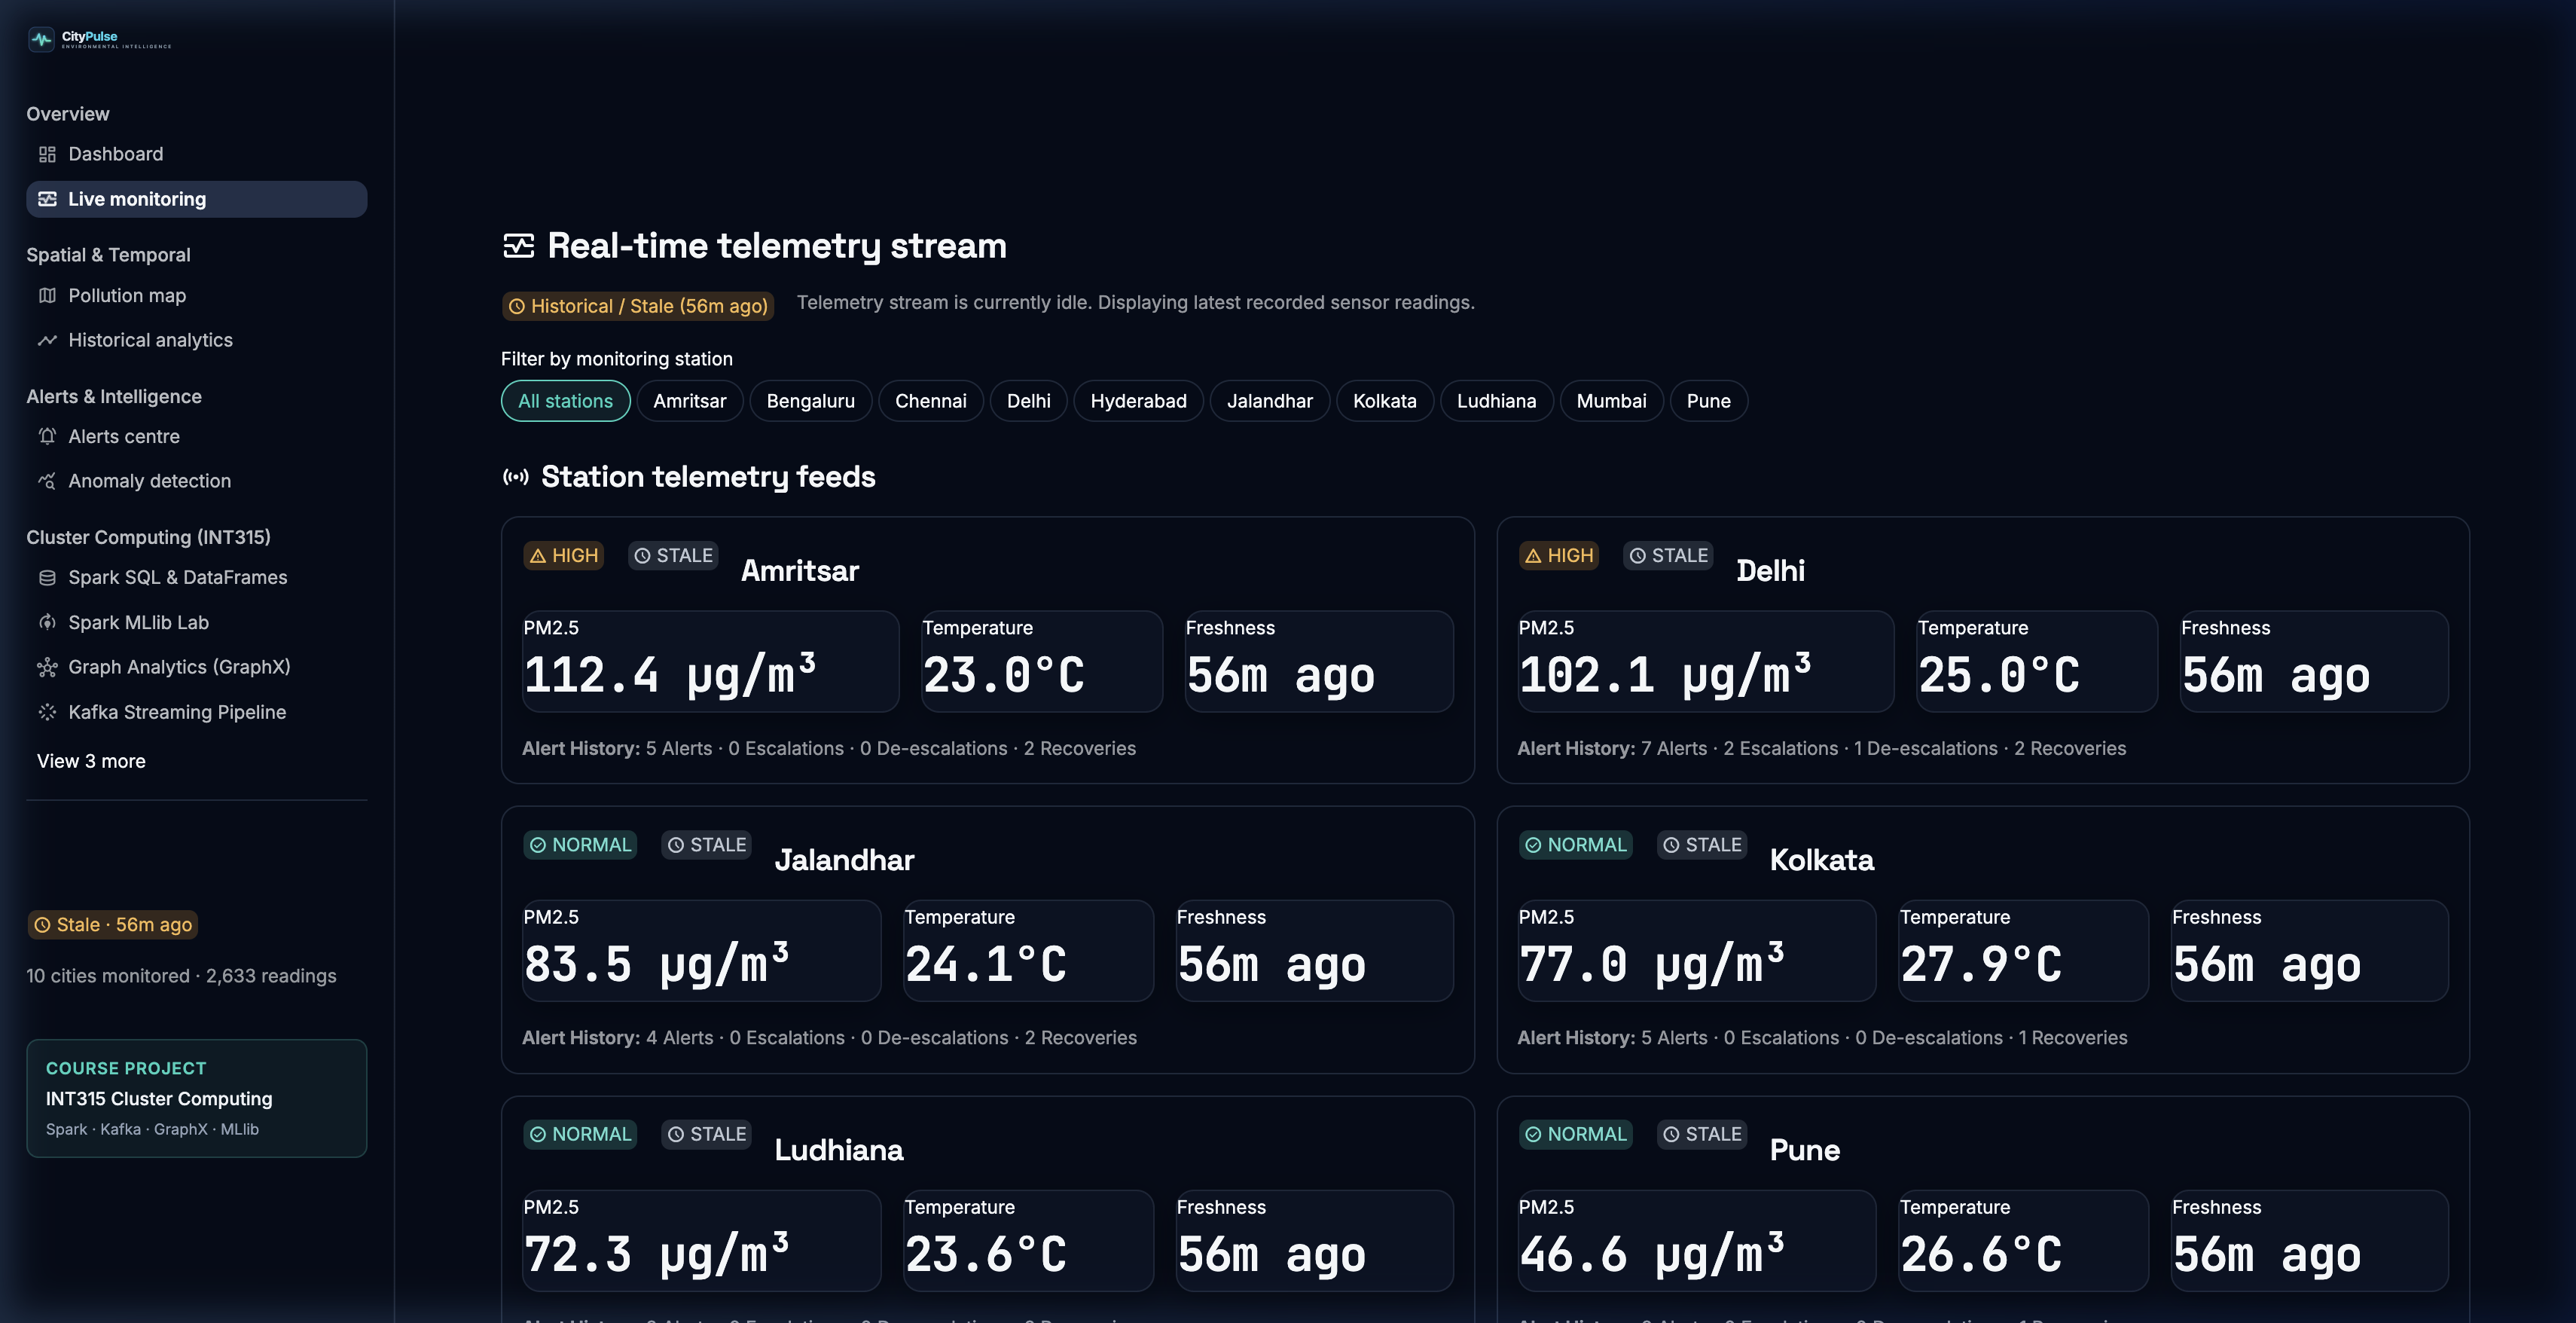 CityPulse
ENVIRONMENTAL INTELLIGENCE
Overview
Dashboard
Live monitoring
Spatial & Temporal
Pollution map
Historical analytics
Alerts & Intelligence
Alerts centre
Anomaly detection
Cluster Computing (INT315)
Spark SQL & DataFrames
Spark MLlib Lab
Graph Analytics (GraphX)
Kafka Streaming Pipeline
View 3 more
Stale · 56m ago
10 cities monitored · 2,633 readings
COURSE PROJECT
INT315 Cluster Computing
Spark · Kafka · GraphX · MLlib
Real-time telemetry stream
Historical / Stale (56m ago) Telemetry stream is currently idle. Displaying latest recorded sensor readings.
Filter by monitoring station
All stations Amritsar Bengaluru Chennai Delhi Hyderabad Jalandhar Kolkata Ludhiana Mumbai Pune
Station telemetry feeds
HIGH STALE Amritsar
PM2.5 Temperature Freshness
112.4 µg/m³ 23.0°C 56m ago
Alert History: 5 Alerts · 0 Escalations · 0 De-escalations · 2 Recoveries
HIGH STALE Delhi
PM2.5 Temperature Freshness
102.1 µg/m³ 25.0°C 56m ago
Alert History: 7 Alerts · 2 Escalations · 1 De-escalations · 2 Recoveries
NORMAL STALE Jalandhar
PM2.5 Temperature Freshness
83.5 µg/m³ 24.1°C 56m ago
Alert History: 4 Alerts · 0 Escalations · 0 De-escalations · 2 Recoveries
NORMAL STALE Kolkata
PM2.5 Temperature Freshness
77.0 µg/m³ 27.9°C 56m ago
Alert History: 5 Alerts · 0 Escalations · 0 De-escalations · 1 Recoveries
NORMAL STALE Ludhiana
PM2.5 Temperature Freshness
72.3 µg/m³ 23.6°C 56m ago
NORMAL STALE Pune
PM2.5 Temperature Freshness
46.6 µg/m³ 26.6°C 56m ago